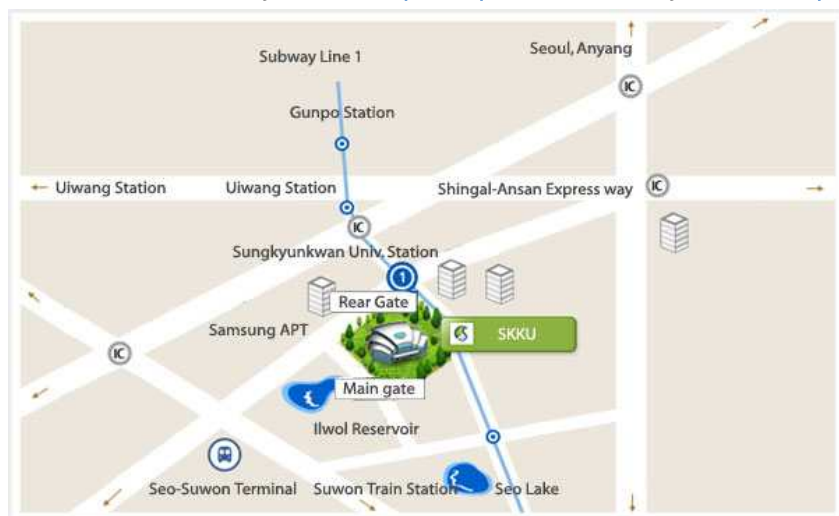 Subway Line 1
Seoul, Anyang
IC
Gunpo Station
Uiwang Station
Uiwang Station
Shingal-Ansan Express way
IC
IC
Sungkyunkwan Univ. Station
1
Rear Gate
Samsung APT
SKKU
IC
Main gate
Ilwol Reservoir
Seo-Suwon Terminal
Suwon Train Station
Seo Lake